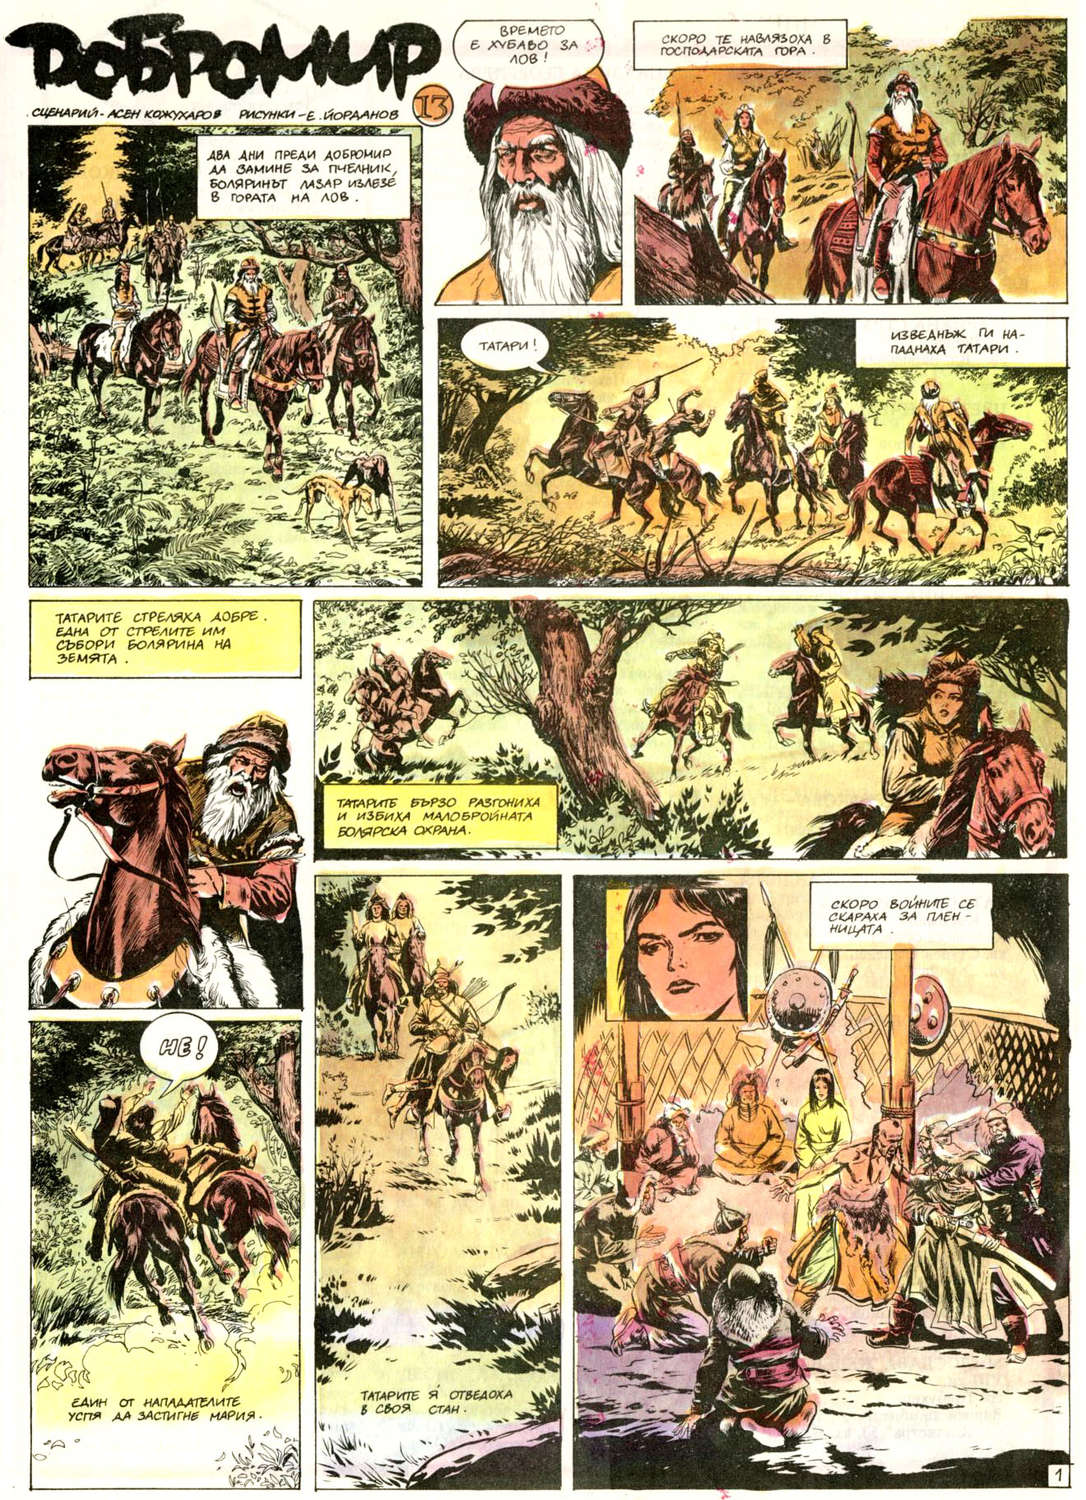 ДОБРОМИР
13
СЦЕНАРИЙ - АСЕН КОЖУХАРОВ РИСУНКИ - Е. ЙОРДАНОВ
ДВА ДНИ ПРЕДИ ДОБРОМИР
ДА ЗАМИНЕ ЗА ПЧЕЛНИК,
БОЛЯРИНЪТ ЛАЗАР ИЗЛЕЗЕ
В ГОРАТА НА ЛОВ.
ВРЕМЕТО
Е ХУБАВО ЗА
ЛОВ!
СКОРО ТЕ НАВЛЯЗОХА В
ГОСПОДАРСКАТА ГОРА.
ТАТАРИ!
ИЗВЕДНЪЖ ГИ НА-
ПАДНАХА ТАТАРИ.
ТАТАРИТЕ СТРЕЛЯХА ДОБРЕ.
ЕДНА ОТ СТРЕЛИТЕ ИМ
СЪБОРИ БОЛЯРИНА НА
ЗЕМЯТА.
ТАТАРИТЕ БЪРЗО РАЗГОНИХА
И ИЗБИХА МАЛОБРОЙНАТА
БОЛЯРСКА ОХРАНА.
НЕ!
ЕДИН ОТ НАПАДАТЕЛИТЕ
УСПЯ ДА ЗАСТИГНЕ МАРИЯ.
ТАТАРИТЕ Я ОТВЕДОХА
В СВОЯ СТАН.
СКОРО ВОЙНИТЕ СЕ
СКАРАХА ЗА ПЛЕН-
НИЦАТА.
1